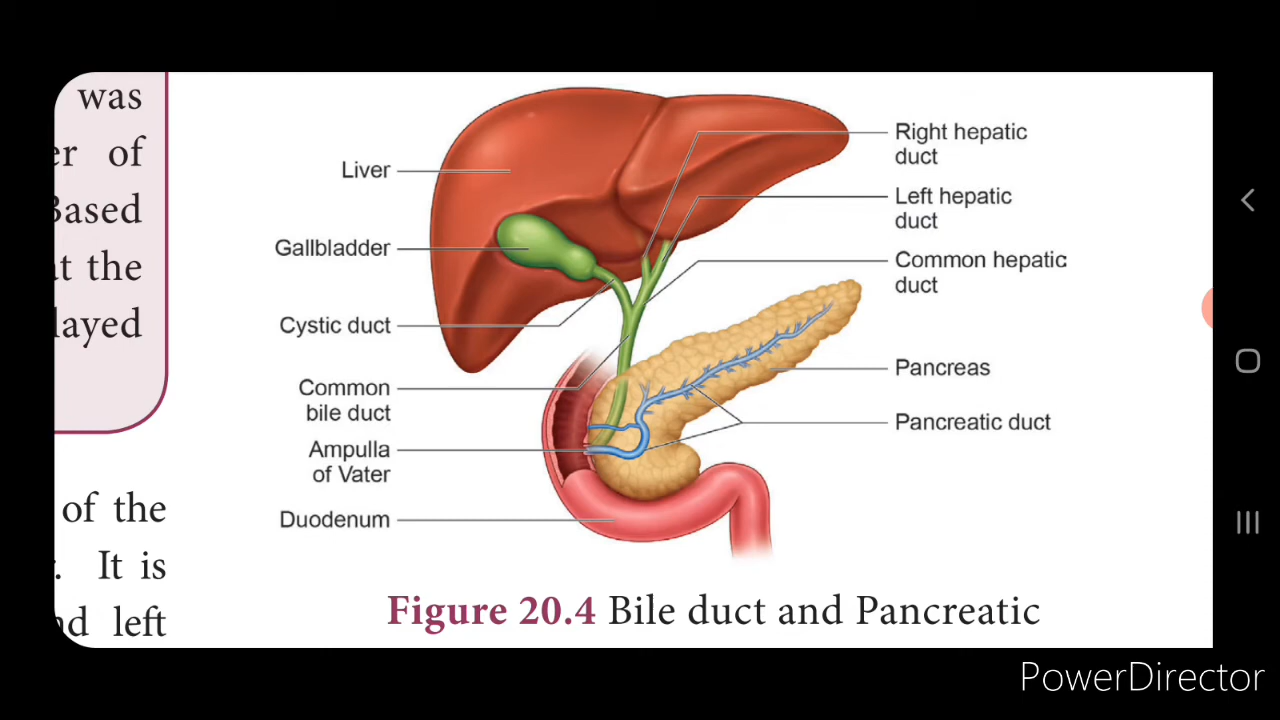 was
er of
Based
at the
layed
of the
. It is
nd left
Liver
Gallbladder
Cystic duct
Common
bile duct
Ampulla
of Vater
Duodenum
Right hepatic
duct
Left hepatic
duct
Common hepatic
duct
Pancreas
Pancreatic duct
Figure 20.4 Bile duct and Pancreatic
PowerDirector